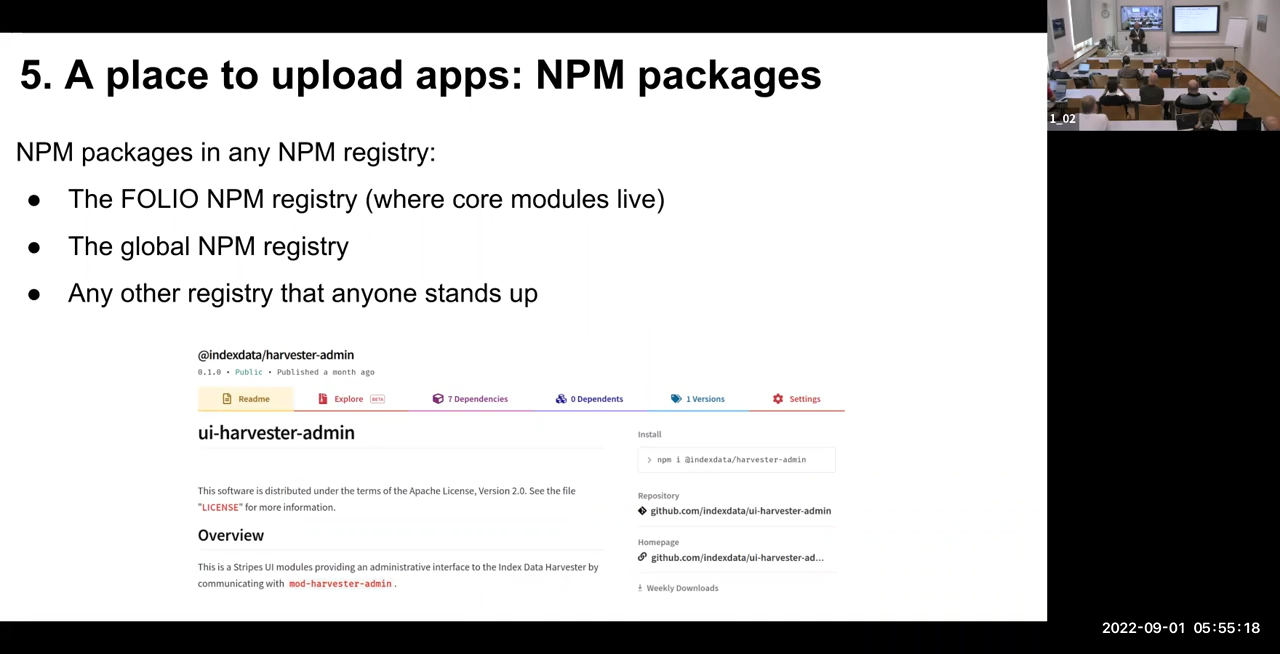 5. A place to upload apps: NPM packages
NPM packages in any NPM registry:
● The FOLIO NPM registry (where core modules live)
● The global NPM registry
● Any other registry that anyone stands up
@indexdata/harvester-admin
0.1.0 • Public • Published a month ago
Readme
Explore BETA
7 Dependencies
0 Dependents
1 Versions
Settings
ui-harvester-admin
This software is distributed under the terms of the Apache License, Version 2.0. See the file
"LICENSE" for more information.
Overview
This is a Stripes UI modules providing an administrative interface to the Index Data Harvester by
communicating with mod-harvester-admin.
Install
> npm i @indexdata/harvester-admin
Repository
github.com/indexdata/ui-harvester-admin
Homepage
github.com/indexdata/ui-harvester-ad...
Weekly Downloads
1_02
2022-09-01 05:55:18